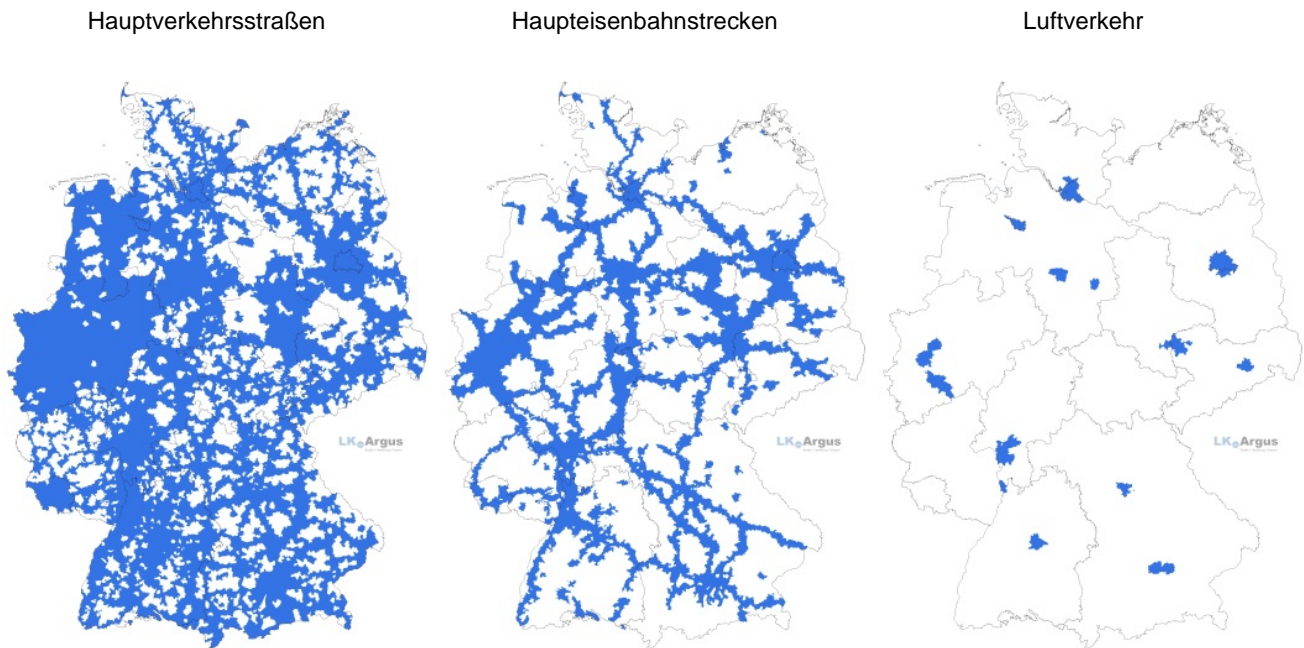 Hauptverkehrsstraßen
Haupteisenbahnstrecken
Luftverkehr
LK Argus
LK Argus
LK Argus